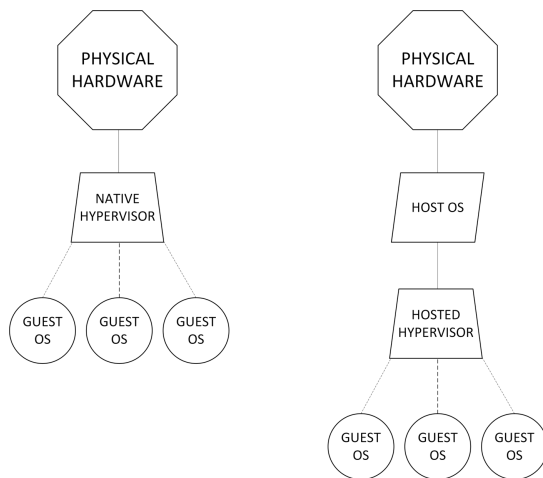 PHYSICAL
HARDWARE
NATIVE
HYPERVISOR
GUEST
OS
GUEST
OS
GUEST
OS
PHYSICAL
HARDWARE
HOST OS
HOSTED
HYPERVISOR
GUEST
OS
GUEST
OS
GUEST
OS